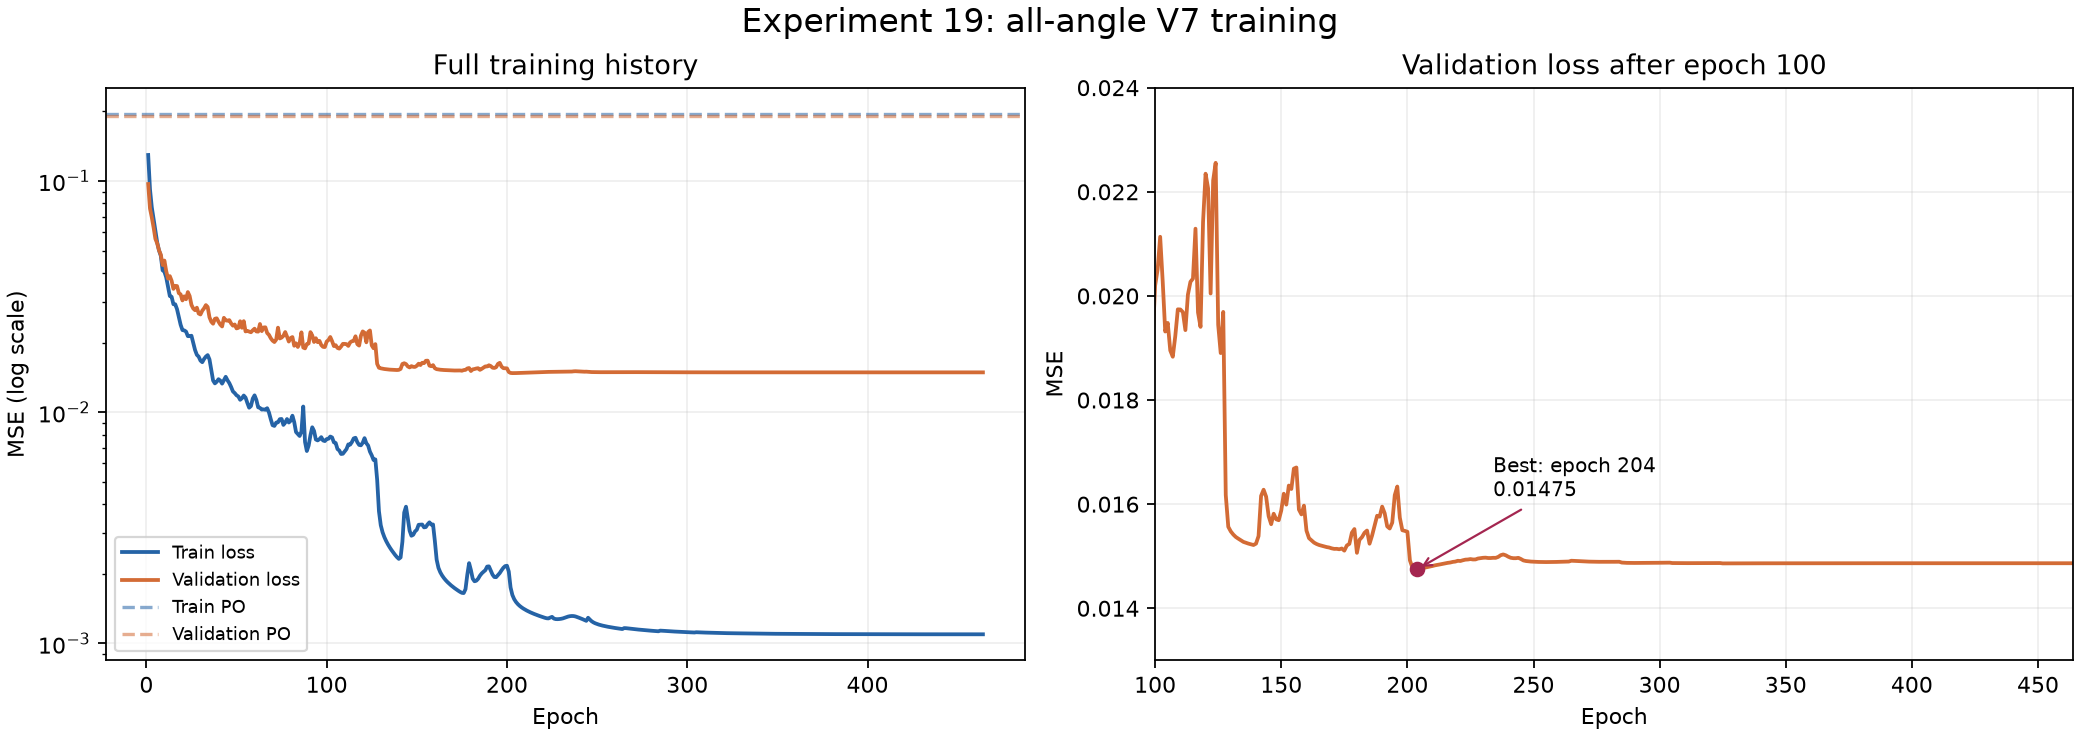 Experiment 19: all-angle V7 training
Full training history
MSE (log scale)
10⁻¹
10⁻²
10⁻³
Train loss
Validation loss
Train PO
Validation PO
0 100 200 300 400
Epoch
Validation loss after epoch 100
MSE
0.024
0.022
0.020
0.018
0.016
0.014
Best: epoch 204
0.01475
100 150 200 250 300 350 400 450
Epoch